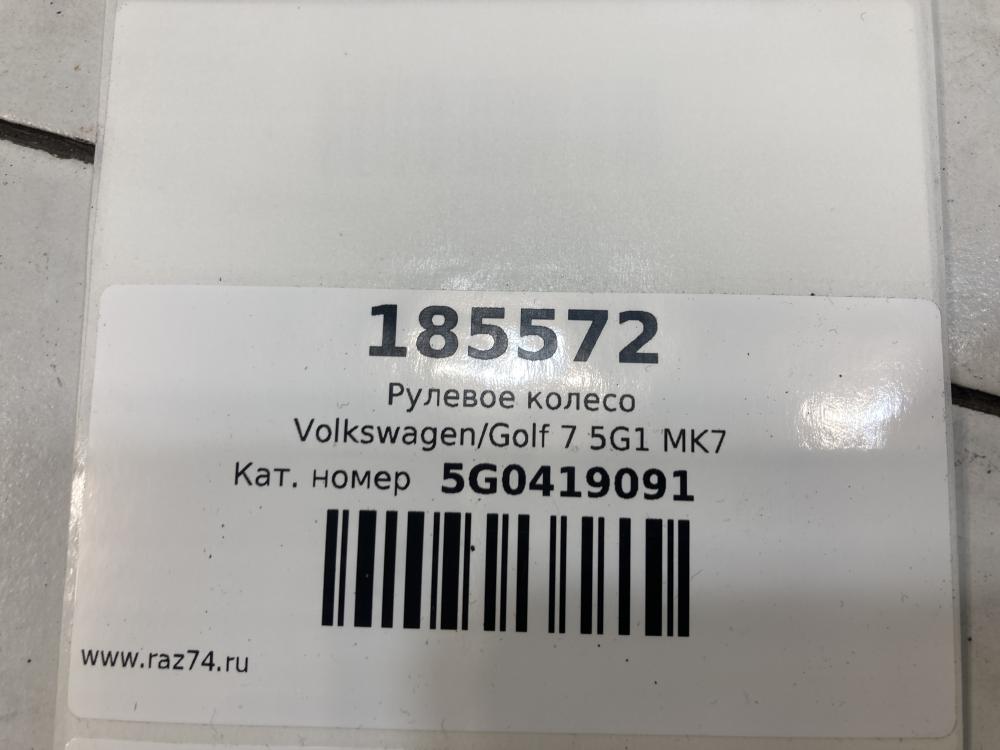 185572
Рулевое колесо
Volkswagen/Golf 7 5G1 MK7
Кат. номер 5G0419091
www.raz74.ru